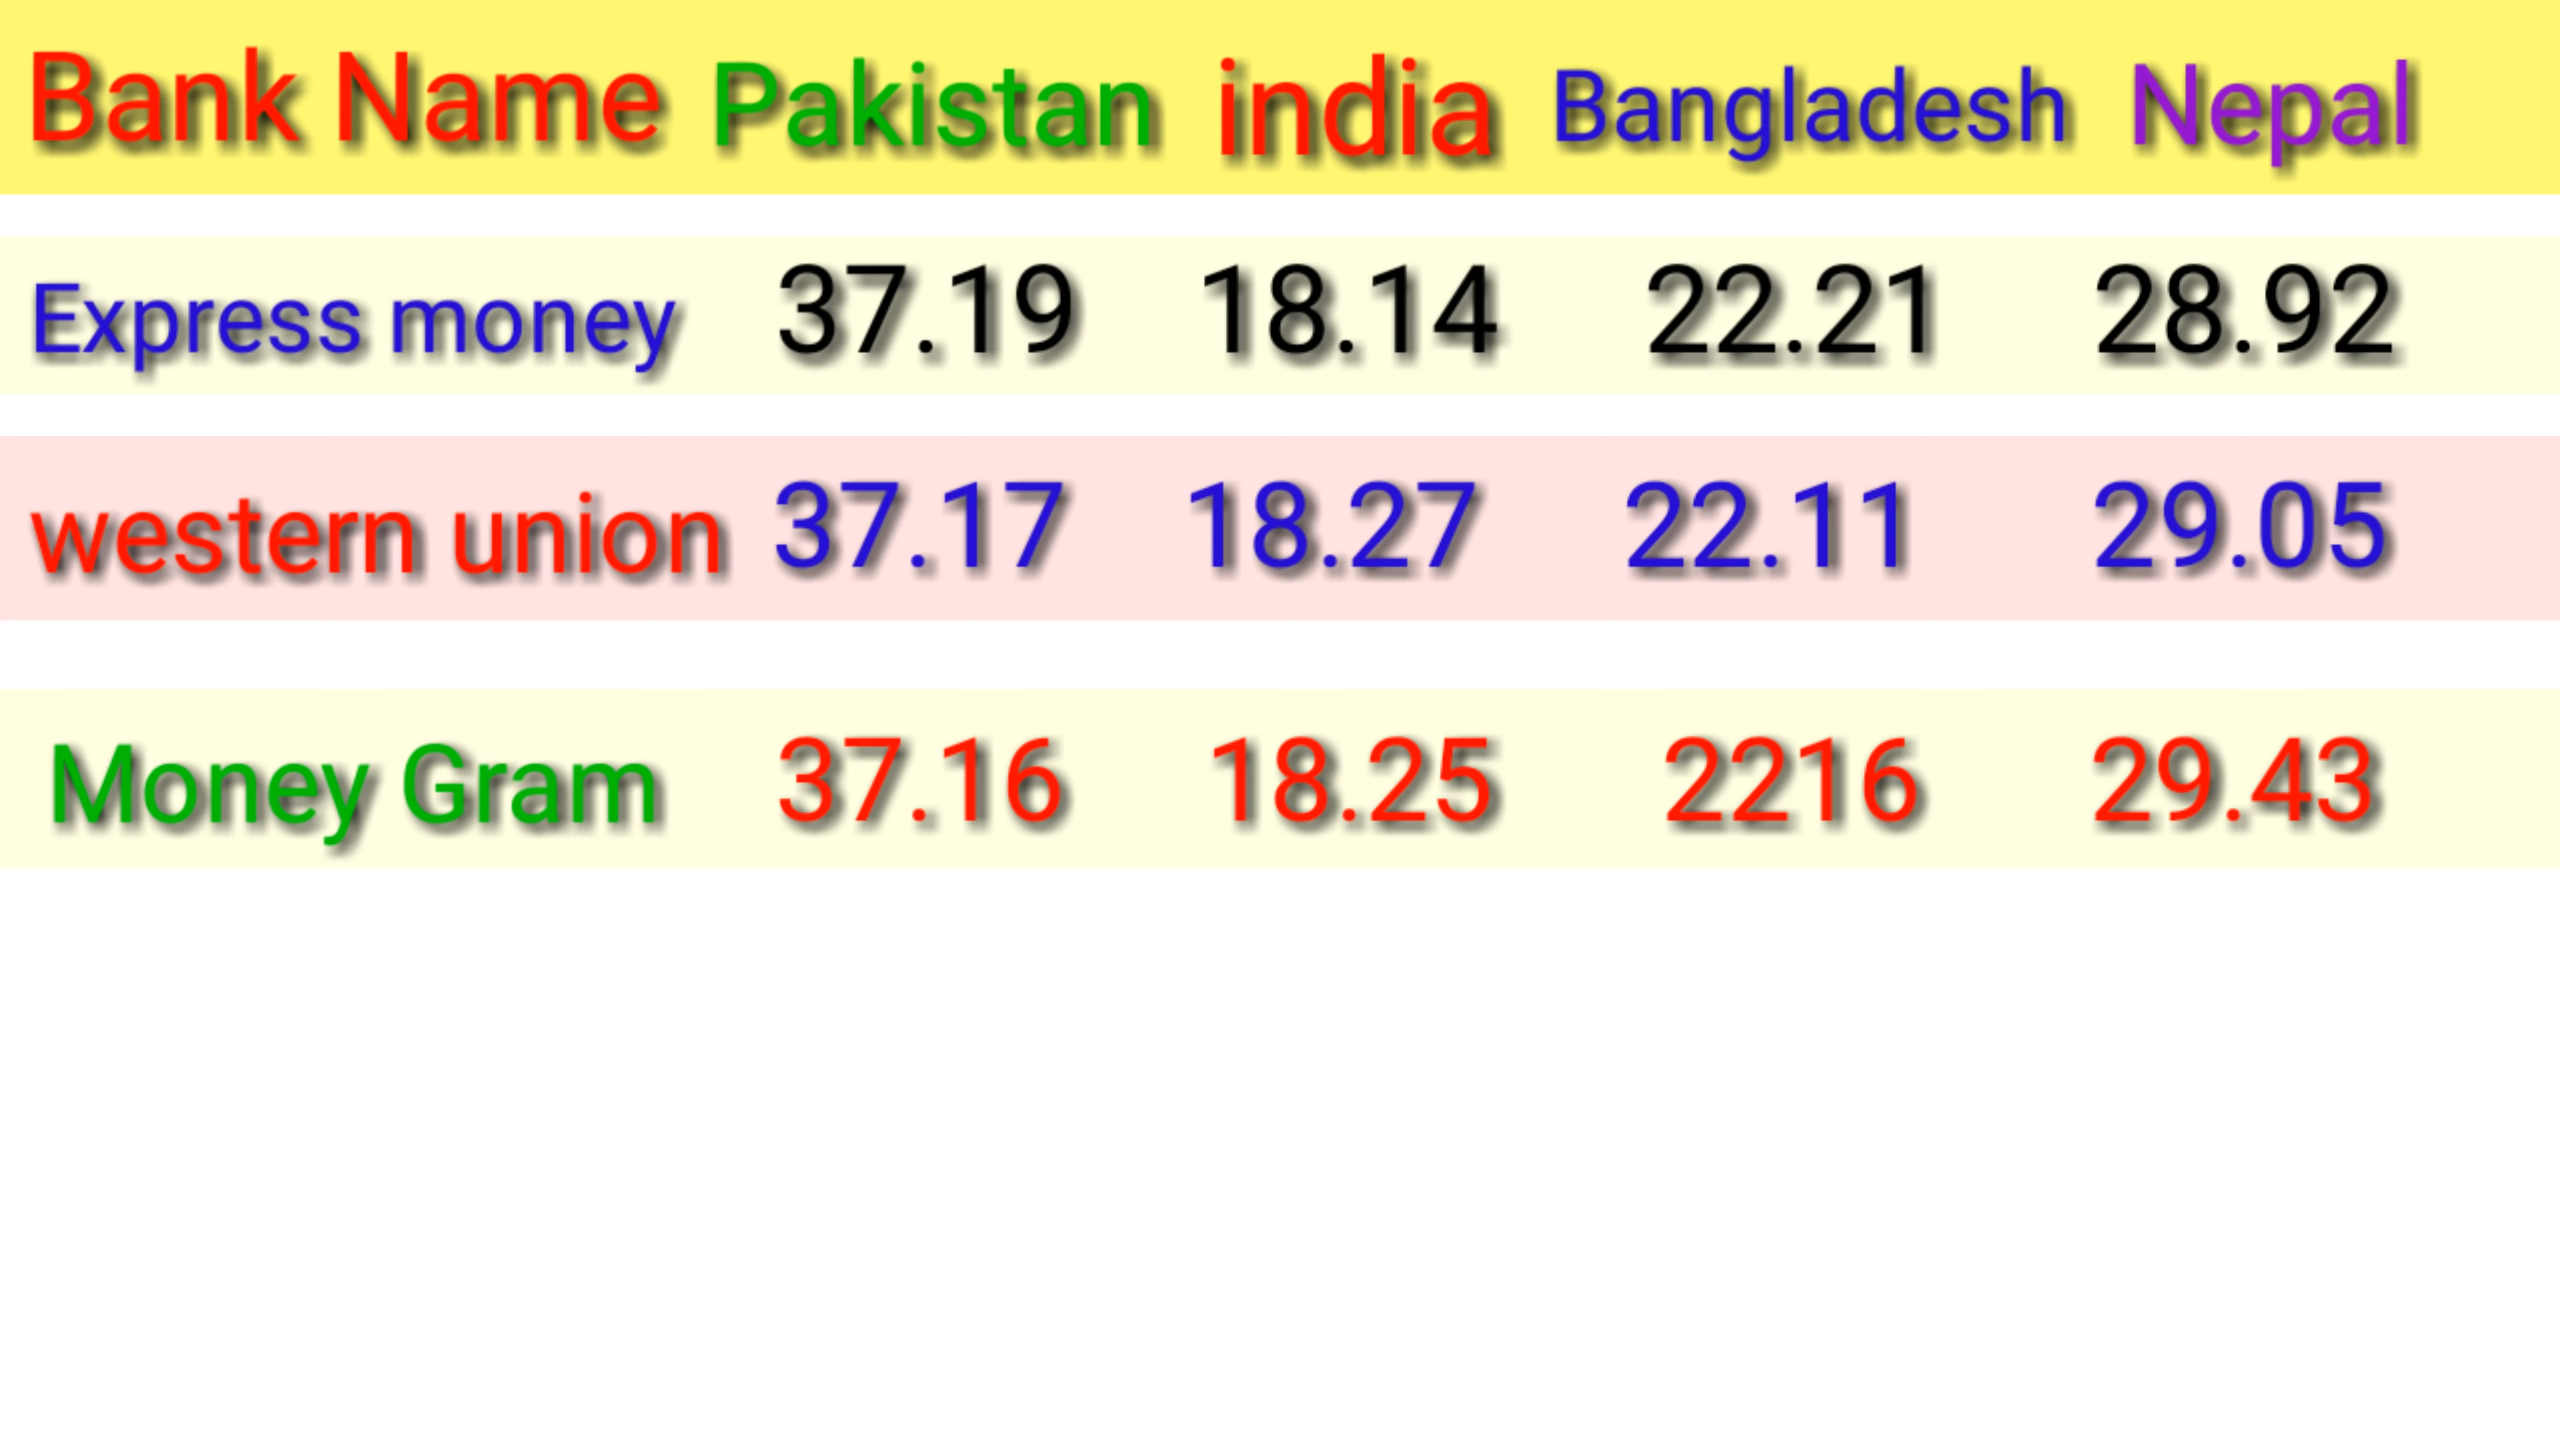 Bank Name Pakistan india Bangladesh Nepal
Express money 37.19 18.14 22.21 28.92
western union 37.17 18.27 22.11 29.05
Money Gram 37.16 18.25 2216 29.43